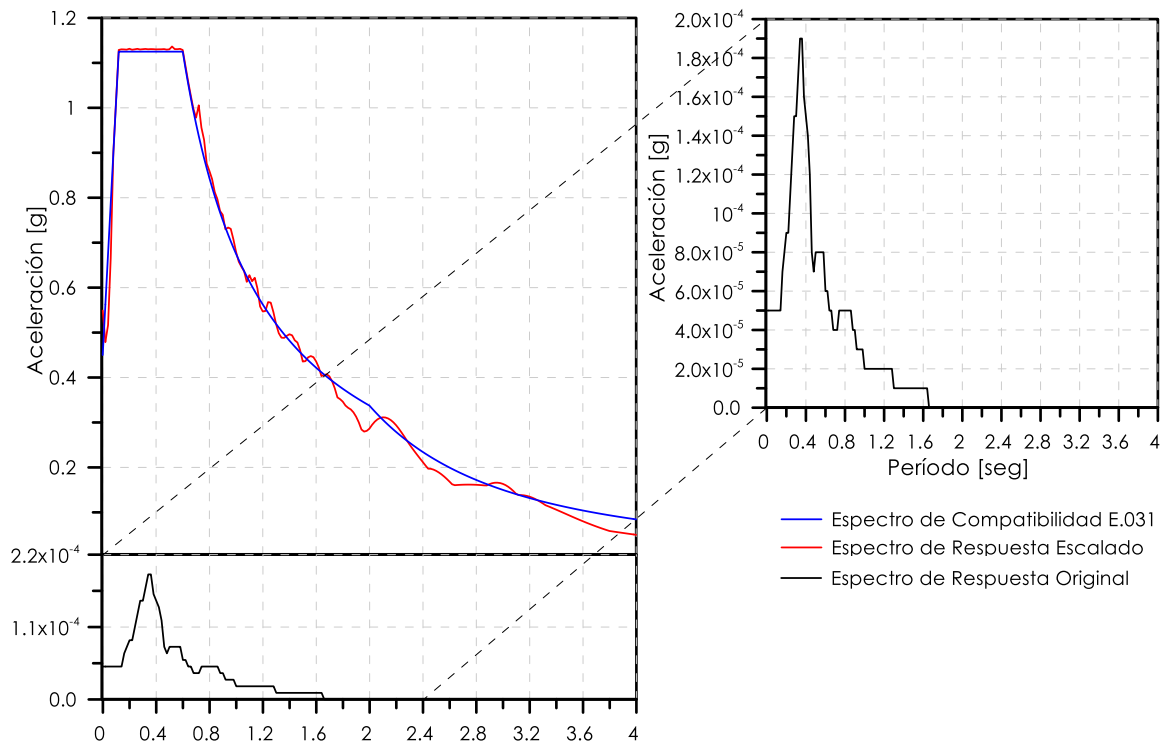 1.2
1
0.8
0.6
0.4
0.2
Aceleración [g]
2.2x10⁻⁴
1.1x10⁻⁴
0.0
0 0.4 0.8 1.2 1.6 2 2.4 2.8 3.2 3.6 4
2.0x10⁻⁴
1.8x10⁻⁴
1.6x10⁻⁴
1.4x10⁻⁴
1.2x10⁻⁴
10⁻⁴
8.0x10⁻⁵
6.0x10⁻⁵
4.0x10⁻⁵
2.0x10⁻⁵
0.0
Aceleración [g]
0 0.4 0.8 1.2 1.6 2 2.4 2.8 3.2 3.6 4
Período [seg]
Espectro de Compatibilidad E.031
Espectro de Respuesta Escalado
Espectro de Respuesta Original